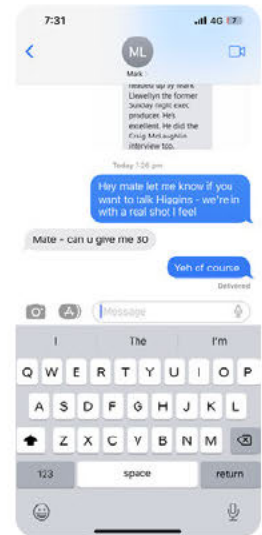 7:31
4G
ML
Mark
headed up by Mark
Llewellyn the former
Sunday night exec
producer. He's
excellent. He did the
Craig McLaughlin
interview too.
Today 1:26 pm
Hey mate let me know if you
want to talk Higgins - we're in
with a real shot I feel
Mate - can u give me 30
Yeh of course
Delivered
Message
I The I'm
Q W E R T Y U I O P
A S D F G H J K L
Z X C V B N M
123 space return